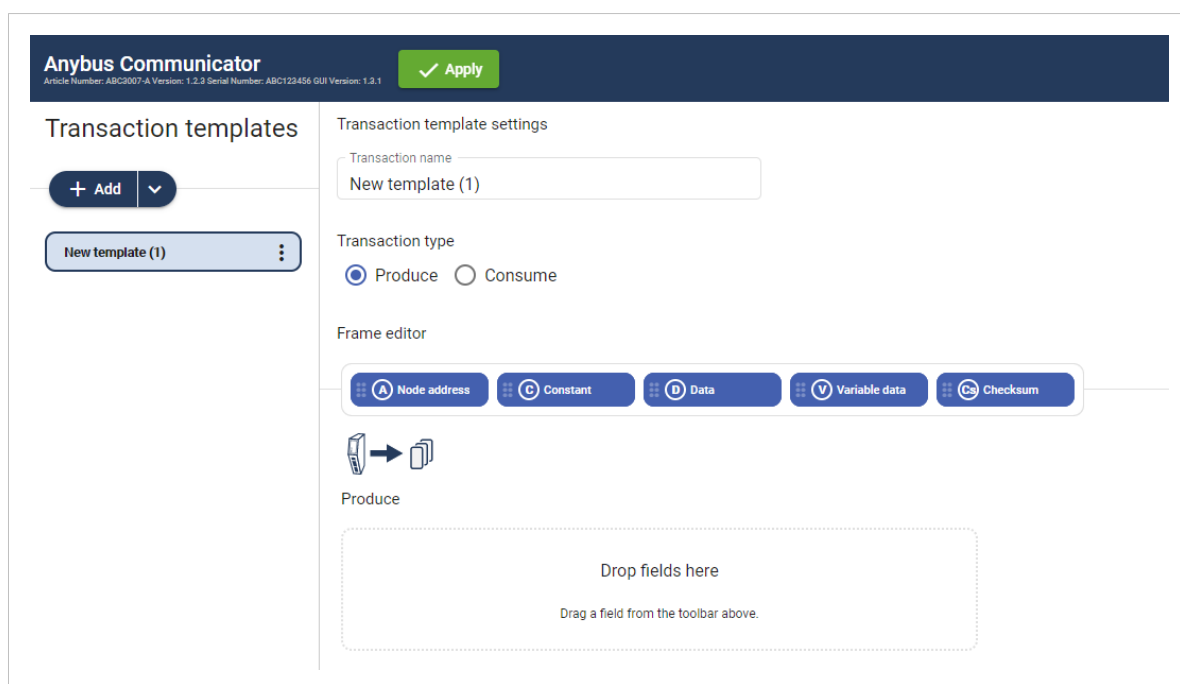 Anybus Communicator
Article Number: ABC3007-A Version: 1.2.3 Serial Number: ABC123456 GUI Version: 1.3.1
Apply
Transaction templates
Add
New template (1)
Transaction template settings
Transaction name
New template (1)
Transaction type
Produce
Consume
Frame editor
A Node address
C Constant
D Data
V Variable data
Cs Checksum
Produce
Drop fields here
Drag a field from the toolbar above.